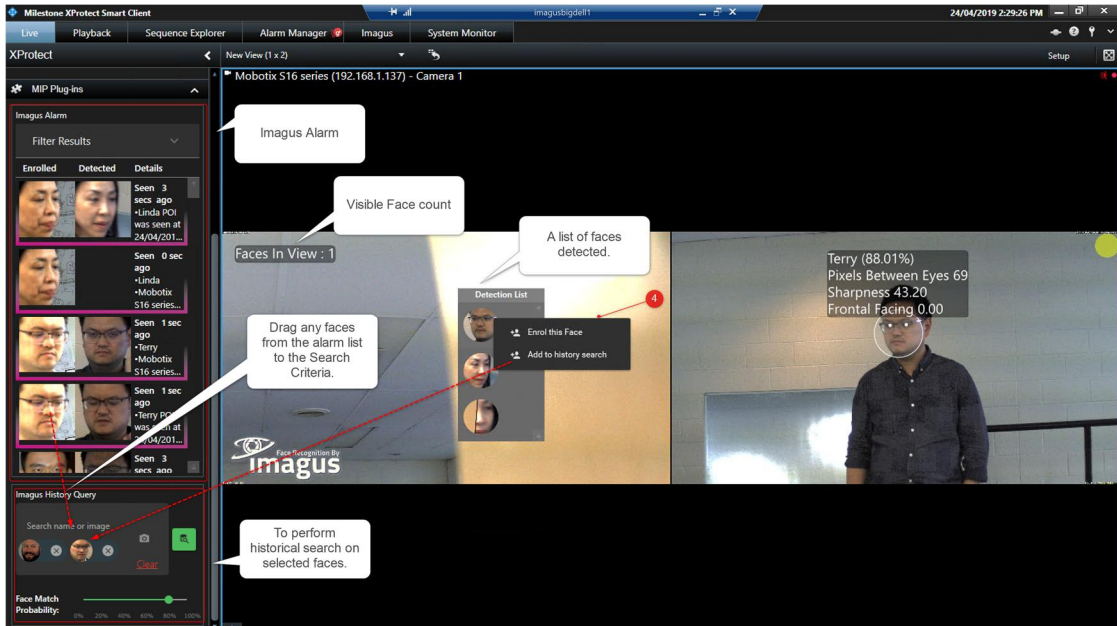 Milestone XProtect Smart Client
imagusbigdell1
24/04/2019 2:29:26 PM
Live
Playback
Sequence Explorer
Alarm Manager
Imagus
System Monitor
XProtect
New View (1 x 2)
Setup
MIP Plug-ins
Mobotix S16 series (192.168.1.137) - Camera 1
Imagus Alarm
Filter Results
Enrolled
Detected
Details
Seen 3
secs ago
•Linda POI
was seen at
24/04/201...
Seen 0 sec
ago
•Linda
•Mobotix
S16 series...
Seen 1 sec
ago
•Terry
•Mobotix
S16 series...
Seen 1 sec
ago
•Terry POI
was seen at
24/04/201...
Seen 3
secs ago
Imagus History Query
Search name or image
Clear
Face Match
Probability:
0% 20% 40% 60% 80% 100%
Imagus Alarm
Visible Face count
A list of faces
detected.
Faces In View : 1
Detection List
4
Enrol this Face
Add to history search
Drag any faces
from the alarm list
to the Search
Criteria.
Face Recognition By
imagus
To perform
historical search on
selected faces.
Terry (88.01%)
Pixels Between Eyes 69
Sharpness 43.20
Frontal Facing 0.00